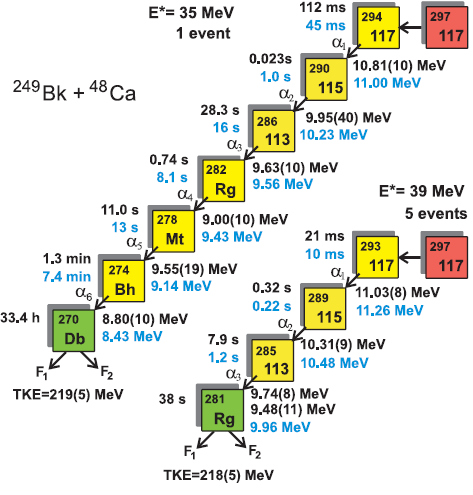 E*= 35 MeV
1 event
112 ms
45 ms
294
117
297
117
α1
10.81(10) MeV
11.00 MeV
249Bk + 48Ca
0.023s
1.0 s
290
115
α2
9.95(40) MeV
10.23 MeV
28.3 s
16 s
286
113
α3
9.63(10) MeV
9.56 MeV
0.74 s
8.1 s
282
Rg
α4
9.00(10) MeV
9.43 MeV
11.0 s
13 s
278
Mt
α5
9.55(19) MeV
9.14 MeV
1.3 min
7.4 min
274
Bh
α6
8.80(10) MeV
8.43 MeV
33.4 h
270
Db
F1
F2
TKE=219(5) MeV
E*= 39 MeV
5 events
21 ms
10 ms
293
117
297
117
α1
11.03(8) MeV
11.26 MeV
0.32 s
0.22 s
289
115
α2
10.31(9) MeV
10.48 MeV
7.9 s
1.2 s
285
113
α3
9.74(8) MeV
9.48(11) MeV
9.96 MeV
38 s
281
Rg
F1
F2
TKE=218(5) MeV